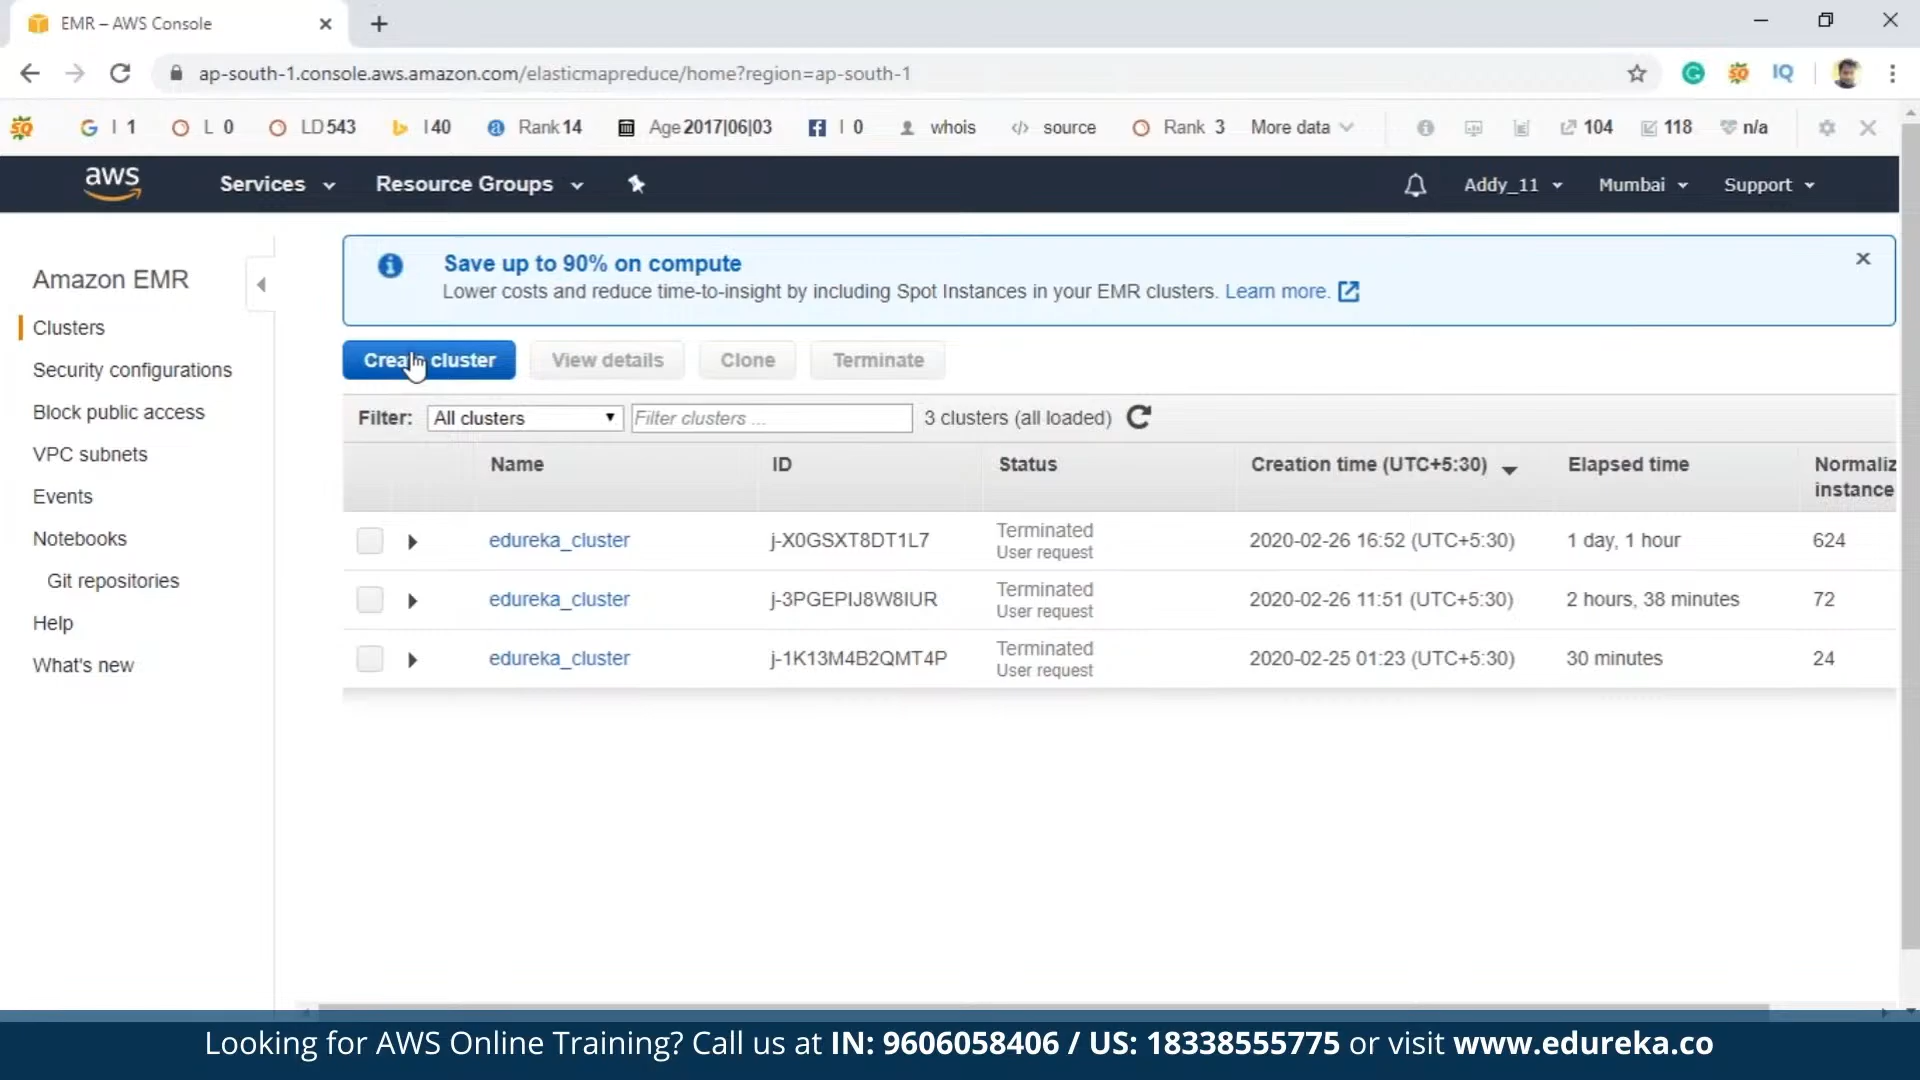 EMR – AWS Console
ap-south-1.console.aws.amazon.com/elasticmapreduce/home?region=ap-south-1
IQ
SQ
G I 1
L 0
LD 543
I 40
Rank 14
Age 2017|06|03
I 0
whois
source
Rank 3
More data
104
118
n/a
aws
Services
Resource Groups
Addy_11
Mumbai
Support
Amazon EMR
Clusters
Security configurations
Block public access
VPC subnets
Events
Notebooks
Git repositories
Help
What's new
Save up to 90% on compute
Lower costs and reduce time-to-insight by including Spot Instances in your EMR clusters. Learn more.
Create cluster
View details
Clone
Terminate
Filter: All clusters Filter clusters ... 3 clusters (all loaded)
Name ID Status Creation time (UTC+5:30) Elapsed time Normaliz
instance
edureka_cluster j-X0GSXT8DT1L7 Terminated 2020-02-26 16:52 (UTC+5:30) 1 day, 1 hour 624
User request
edureka_cluster j-3PGEPIJ8W8IUR Terminated 2020-02-26 11:51 (UTC+5:30) 2 hours, 38 minutes 72
User request
edureka_cluster j-1K13M4B2QMT4P Terminated 2020-02-25 01:23 (UTC+5:30) 30 minutes 24
User request
Looking for AWS Online Training? Call us at IN: 9606058406 / US: 18338555775 or visit www.edureka.co